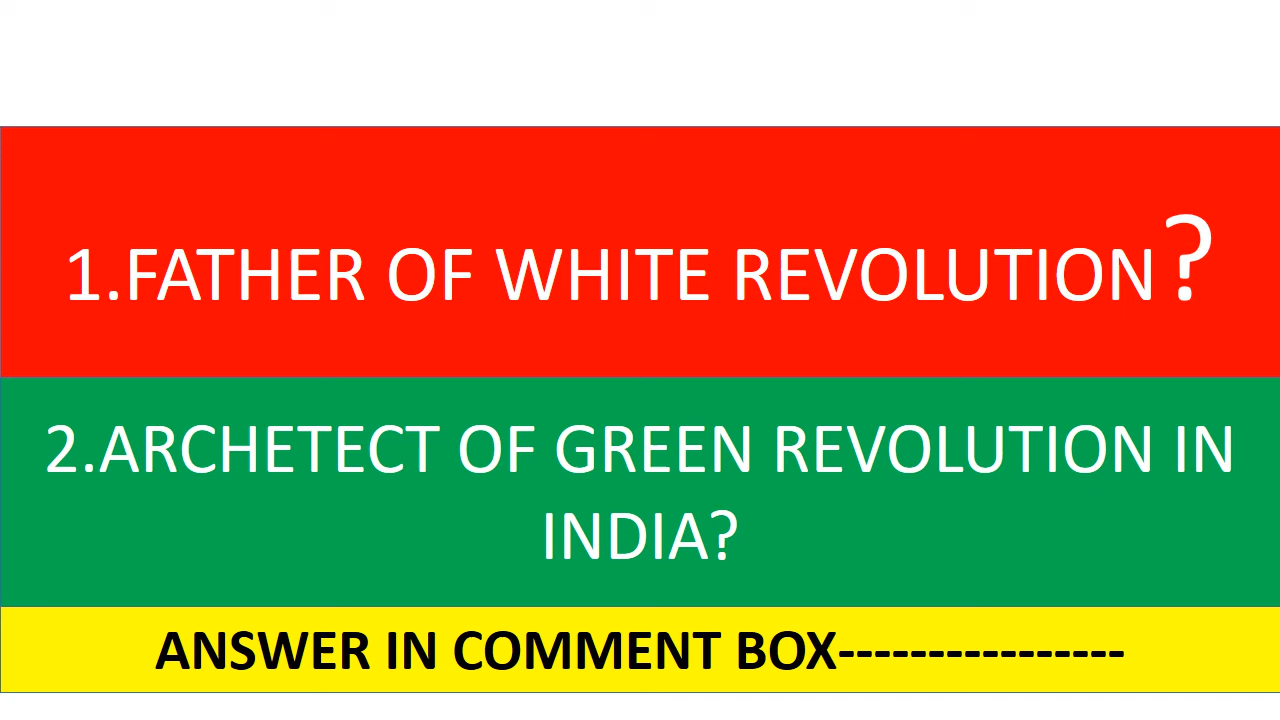 1.FATHER OF WHITE REVOLUTION?
2.ARCHETECT OF GREEN REVOLUTION IN
INDIA?
ANSWER IN COMMENT BOX----------------